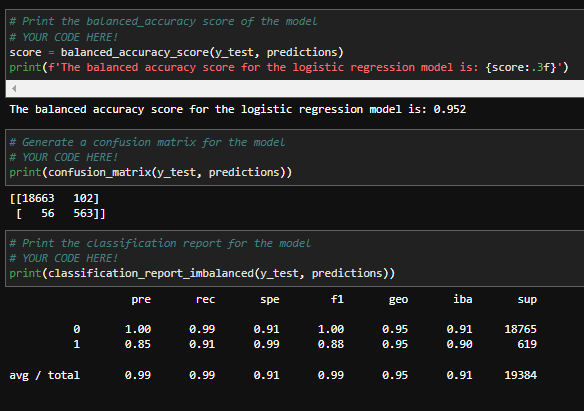 # Print the balanced_accuracy score of the model
# YOUR CODE HERE!
score = balanced_accuracy_score(y_test, predictions)
print(f'The balanced accuracy score for the logistic regression model is: {score:.3f}')
The balanced accuracy score for the logistic regression model is: 0.952
# Generate a confusion matrix for the model
# YOUR CODE HERE!
print(confusion_matrix(y_test, predictions))
[[18663   102]
 [   56   563]]
# Print the classification report for the model
# YOUR CODE HERE!
print(classification_report_imbalanced(y_test, predictions))
pre rec spe f1 geo iba sup
0 1.00 0.99 0.91 1.00 0.95 0.91 18765
1 0.85 0.91 0.99 0.88 0.95 0.90 619
avg / total 0.99 0.99 0.91 0.99 0.95 0.91 19384